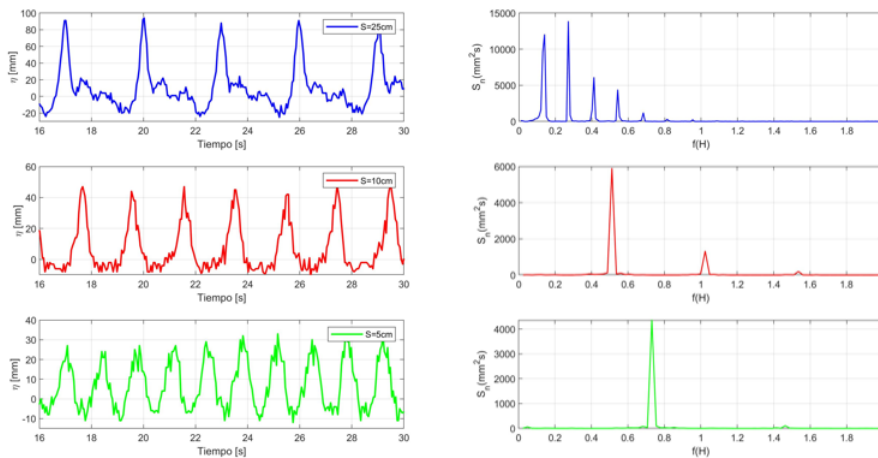 100
80
60
40
20
0
-20
η [mm]
S=25cm
16 18 20 22 24 26 28 30
Tiempo [s]
15000
10000
5000
0
Sn(mm²s)
0 0.2 0.4 0.6 0.8 1 1.2 1.4 1.6 1.8
f(H)
60
40
20
0
η [mm]
S=10cm
16 18 20 22 24 26 28 30
Tiempo [s]
6000
4000
2000
0
Sn(mm²s)
0 0.2 0.4 0.6 0.8 1 1.2 1.4 1.6 1.8
f(H)
40
30
20
10
0
-10
η [mm]
S=5cm
16 18 20 22 24 26 28 30
Tiempo [s]
4000
3000
2000
1000
0
Sn(mm²s)
0 0.2 0.4 0.6 0.8 1 1.2 1.4 1.6 1.8
f(H)